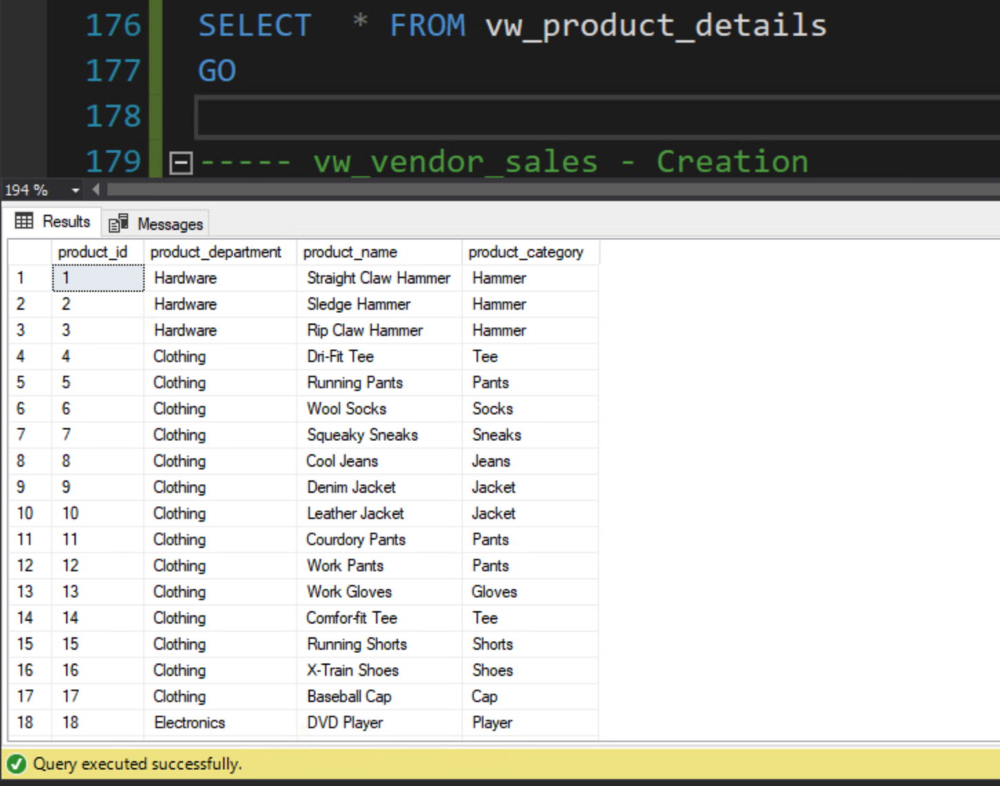 176 SELECT * FROM vw_product_details
177 GO
178
179 ----- vw_vendor_sales - Creation
194 %
Results Messages
product_id product_department product_name product_category
1 1 Hardware Straight Claw Hammer Hammer
2 2 Hardware Sledge Hammer Hammer
3 3 Hardware Rip Claw Hammer Hammer
4 4 Clothing Dri-Fit Tee Tee
5 5 Clothing Running Pants Pants
6 6 Clothing Wool Socks Socks
7 7 Clothing Squeaky Sneaks Sneaks
8 8 Clothing Cool Jeans Jeans
9 9 Clothing Denim Jacket Jacket
10 10 Clothing Leather Jacket Jacket
11 11 Clothing Courdory Pants Pants
12 12 Clothing Work Pants Pants
13 13 Clothing Work Gloves Gloves
14 14 Clothing Comfor-fit Tee Tee
15 15 Clothing Running Shorts Shorts
16 16 Clothing X-Train Shoes Shoes
17 17 Clothing Baseball Cap Cap
18 18 Electronics DVD Player Player
Query executed successfully.